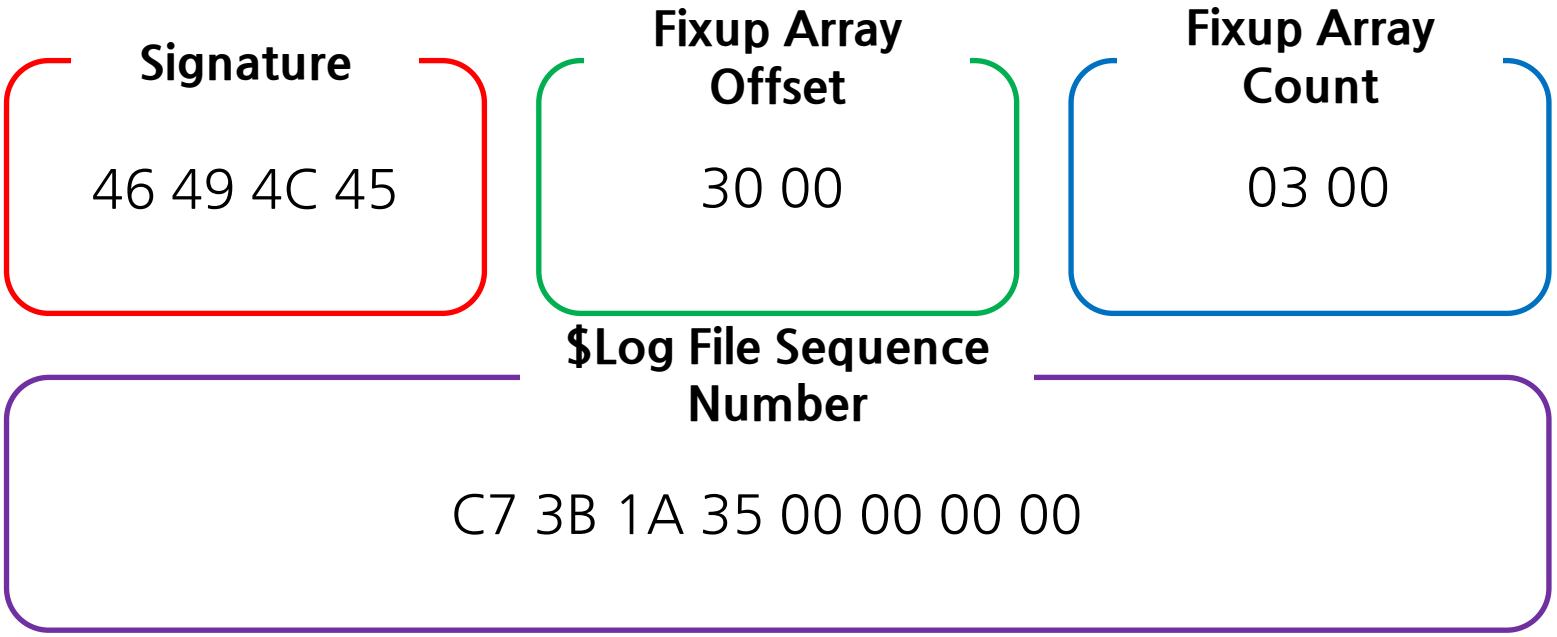 Signature
46 49 4C 45
Fixup Array
Offset
30 00
Fixup Array
Count
03 00
$Log File Sequence
Number
C7 3B 1A 35 00 00 00 00